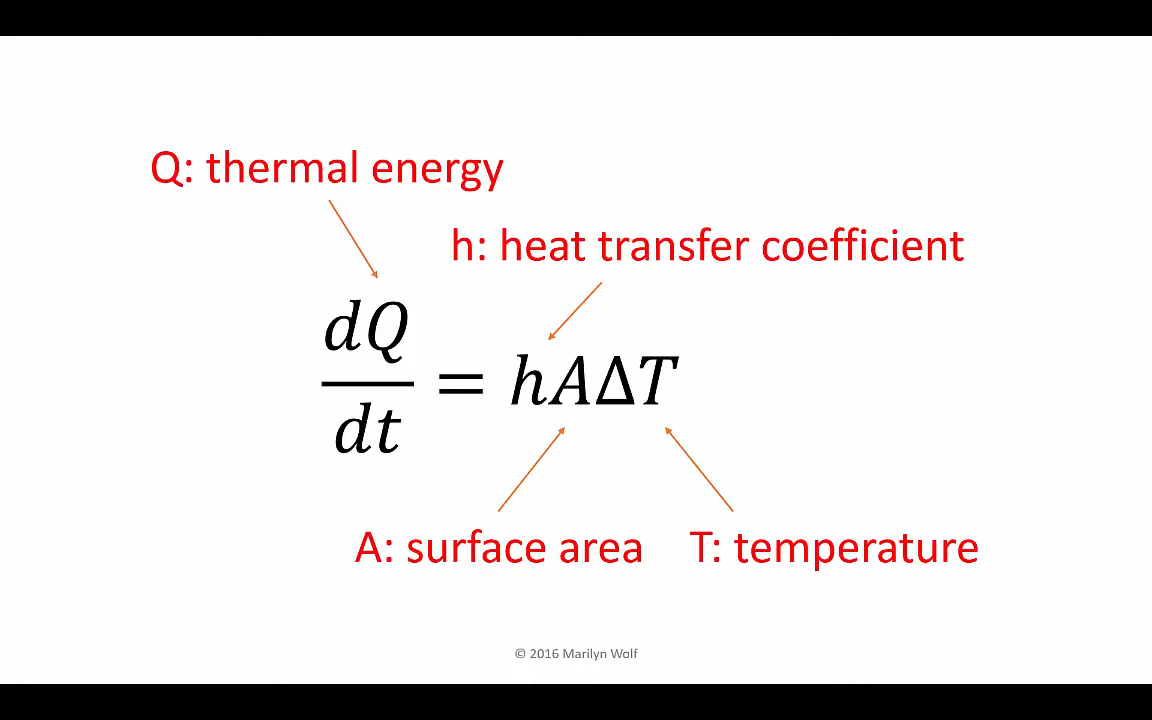 Q: thermal energy
h: heat transfer coefficient
dQ
dt
= hAΔT
A: surface area
T: temperature
© 2016 Marilyn Wolf